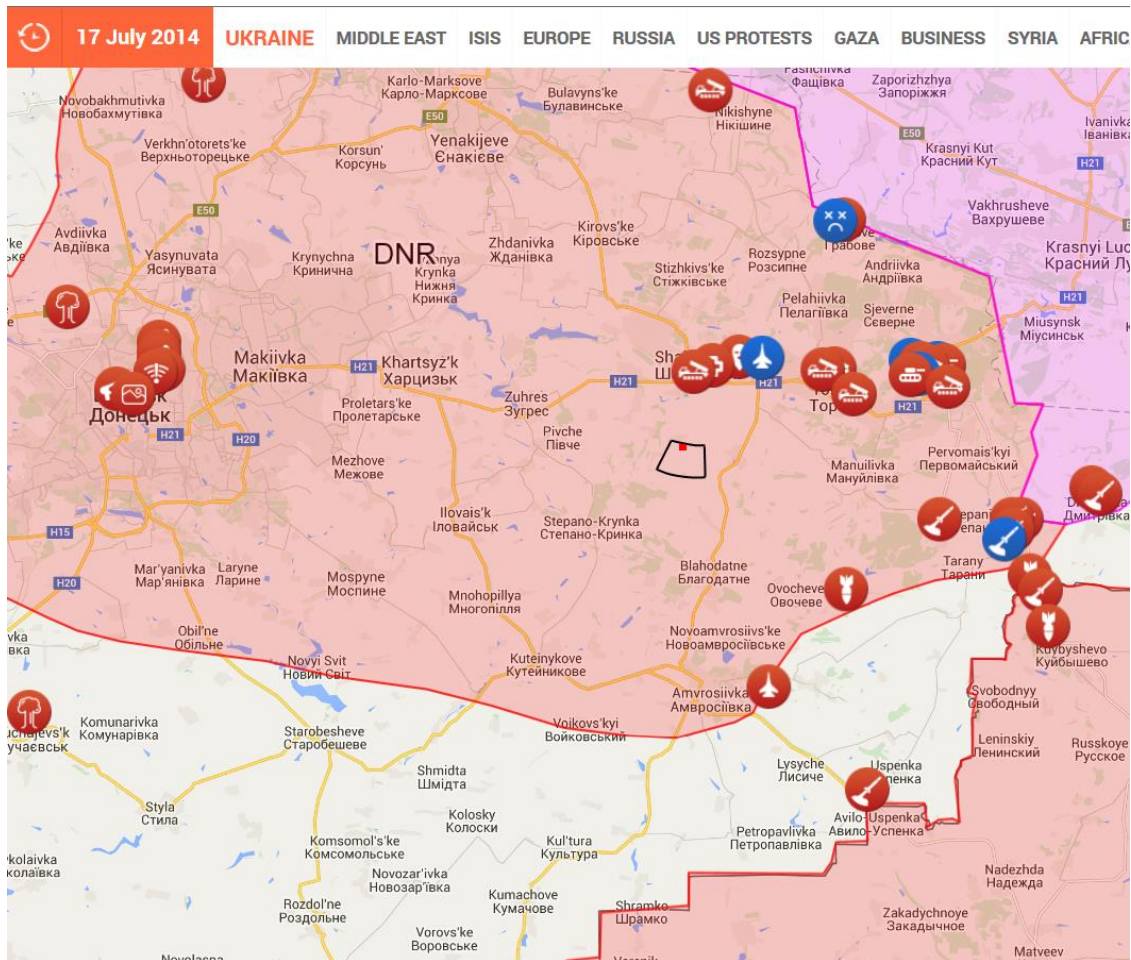 17 July 2014 UKRAINE MIDDLE EAST ISIS EUROPE RUSSIA US PROTESTS GAZA BUSINESS SYRIA
Novobakhmutivka
Новобахмутівка
Karlo-Marksove
Карло-Марксове
Bulavyns'ke
Булавинське
Фащівка
Zaporizhzhya
Запоріжжя
Nikishyne
Нікішине
E50
Verkhn'otorets'ke
Верхньоторецьке
Korsun'
Корсунь
Yenakijeve
Єнакієве
E50
Krasnyi Kut
Красний Кут
Ivanivka
Іванівка
H21
E50
Vakhrusheve
Вахрушеве
Avdiivka
Авдіївка
Yasynuvata
Ясинувата
Krynychna
Кринична
DNR
Krynka
Нижня
Кринка
Zhdanivka
Жданівка
Kirovs'ke
Кіровське
Stizhkivs'ke
Стіжківське
Rozsypne
Розсипне
Грабове
Andriivka
Андріївка
Krasnyi Luc
Красний Лу
H21
Pelahiivka
Пелагіївка
Sjeverne
Сєверне
Miusynsk
Міусинськ
Makiivka
Макіївка
H21
Khartsyz'k
Харцизьк
H21
H21
H21
Донецьк
H21
H20
Proletars'ke
Пролетарське
Zuhres
Зугрес
Pivche
Півче
Mezhove
Межове
Manuilivka
Мануйлівка
Pervomais'kyi
Первомайський
Ilovais'k
Іловайськ
Stepano-Krynka
Степано-Кринка
Дмитрівка
H15
H20
Mar'yanivka
Мар'янівка
Laryne
Ларине
Mospyne
Моспине
Mnohopillya
Многопілля
Blahodatne
Благодатне
Ovocheve
Овочеве
Tarany
Тарани
Obil'ne
Обільне
Novyi Svit
Новий Світ
Kuteinykove
Кутейникове
Novoamvrosiivs'ke
Новоамвросіївське
Kuybyshevo
Куйбышево
Amvrosiivka
Амвросіївка
Svobodnyy
Свободный
Komunarivka
Комунарівка
Starobesheve
Старобешеве
Voikovs'kyi
Войковський
Leninskiy
Ленинский
Russkoye
Русское
Shmidta
Шмідта
Lysyche
Лисиче
Uspenka
Styla
Стила
Kolosky
Колоски
Komsomol's'ke
Комсомольське
Kul'tura
Культура
Petropavlivka
Петропавлівка
Avilo-Uspenka
Авило-Успенка
Novozar'ivka
Новозар'ївка
Nadezhda
Надежда
Rozdol'ne
Роздольне
Kumachove
Кумачове
Shramko
Шрамко
Zakadychnoye
Закадычное
Vorovs'ke
Воровське
Matveev